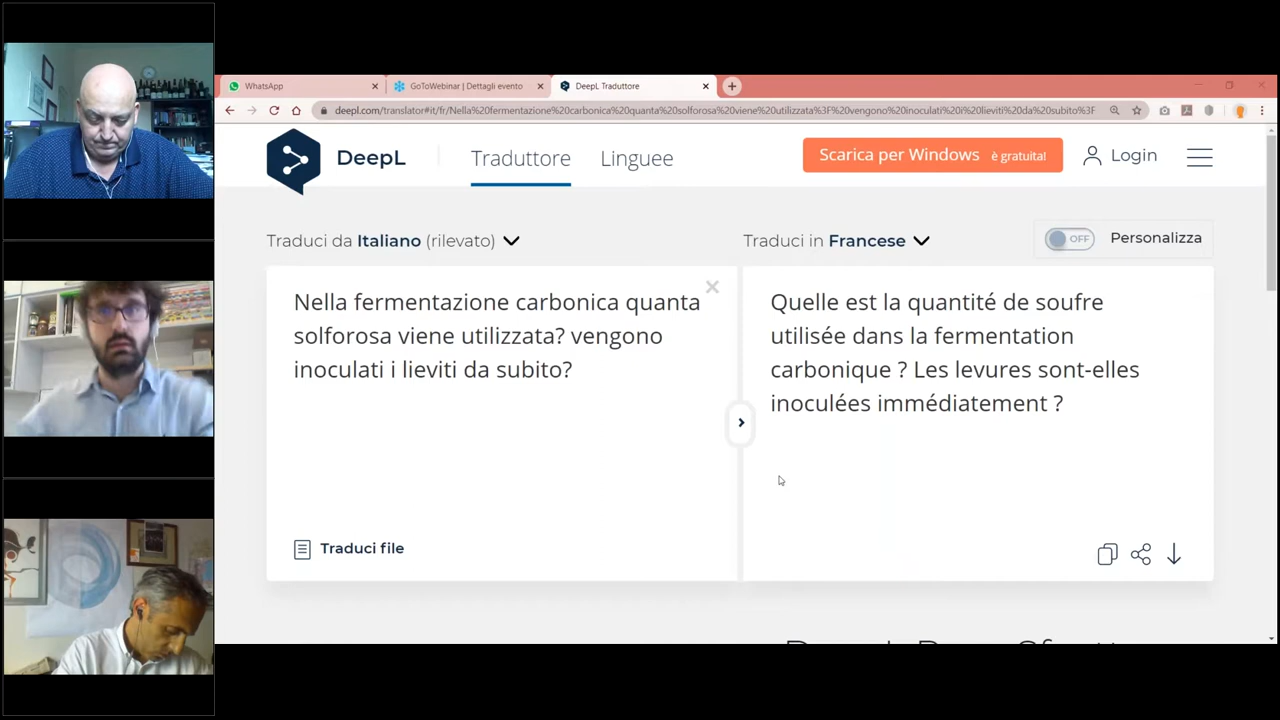 WhatsApp
GoToWebinar | Dettagli evento
DeepL Traduttore
deepl.com/translator#it/fr/Nella%20fermentazione%20carbonica%20quanta%20solforosa%20viene%20utilizzata%3F%20vengono%20inoculati%20i%20lieviti%20da%20subito%3F
DeepL
Traduttore
Linguee
Scarica per Windows è gratuita!
Login
Traduci da Italiano (rilevato)
Traduci in Francese
OFF
Personalizza
Nella fermentazione carbonica quanta
solforosa viene utilizzata? vengono
inoculati i lieviti da subito?
Quelle est la quantité de soufre
utilisée dans la fermentation
carbonique ? Les levures sont-elles
inoculées immédiatement ?
Traduci file